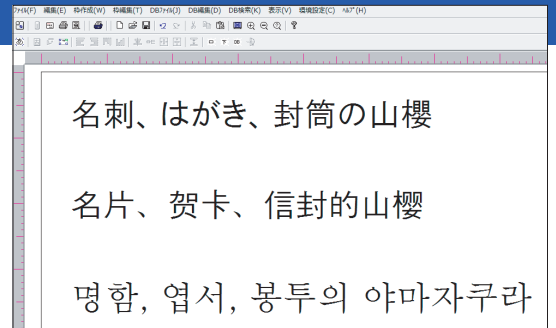 ﾌｧｲﾙ(F) 編集(E) 枠作成(W) 枠編集(T) DBﾌｧｲﾙ(J) DB編集(D) DB検索(K) 表示(V) 環境設定(C) ﾍﾙﾌﾟ(H)
名刺、はがき、封筒の山櫻
名片、贺卡、信封的山樱
명함, 엽서, 봉투의 야마자쿠라